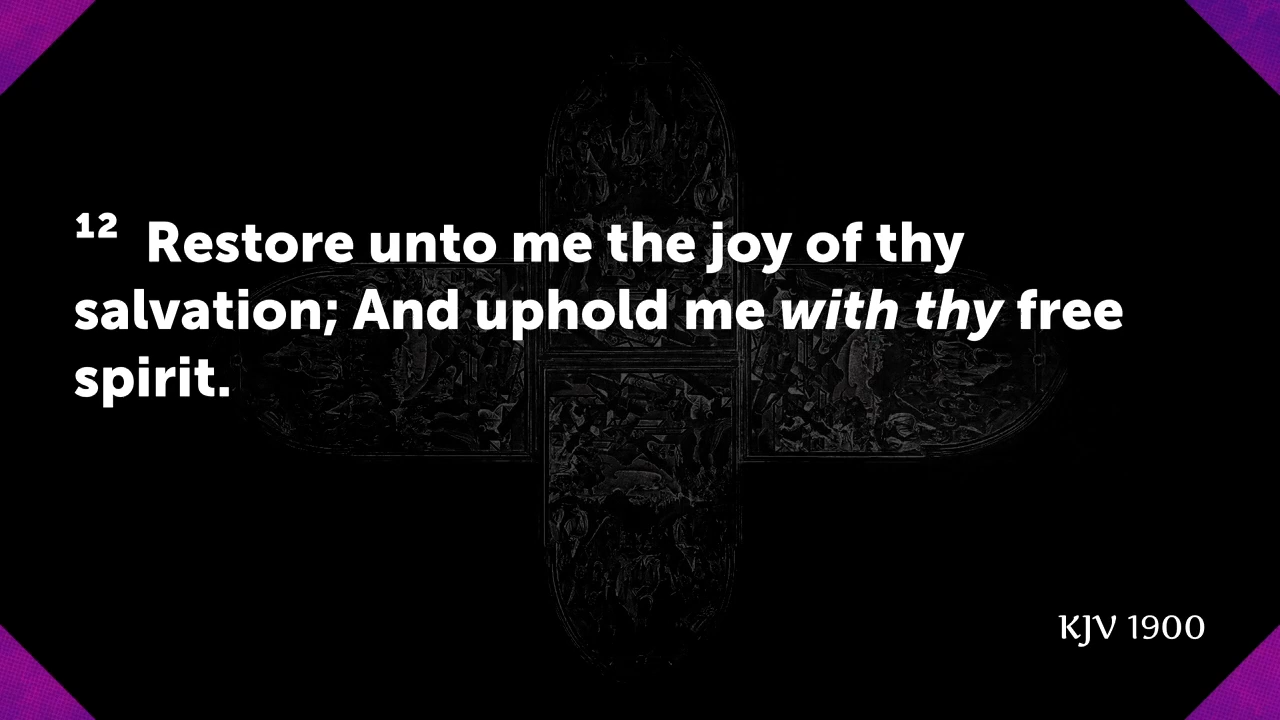 ¹² Restore unto me the joy of thy
salvation; And uphold me with thy free
spirit.
KJV 1900